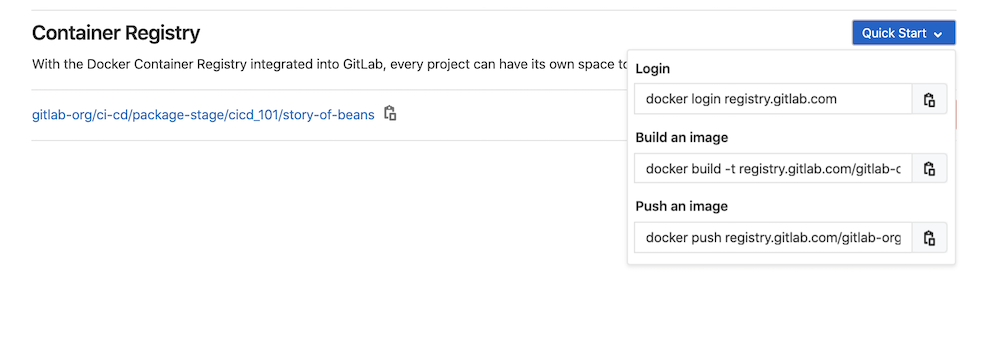 Container Registry
Quick Start
With the Docker Container Registry integrated into GitLab, every project can have its own space
Login
docker login registry.gitlab.com
gitlab-org/ci-cd/package-stage/cicd_101/story-of-beans
Build an image
docker build -t registry.gitlab.com/gitlab-
Push an image
docker push registry.gitlab.com/gitlab-org